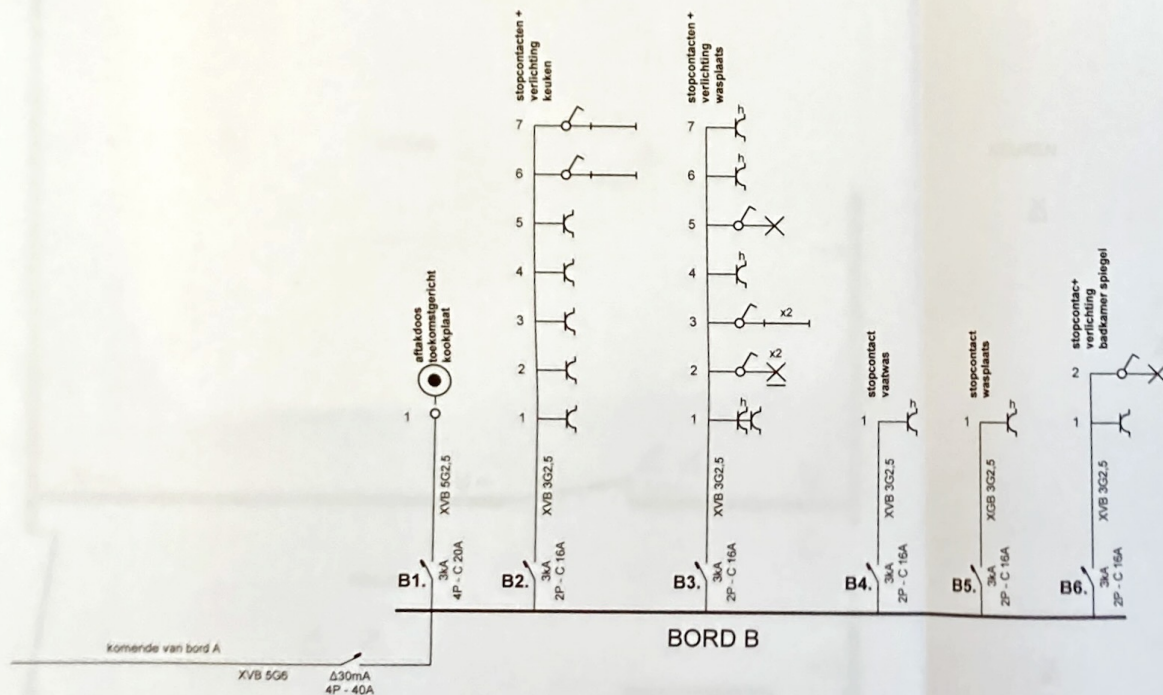 stopcontacten +
verlichting
keuken
stopcontacten +
verlichting
wasplaats
7
6
5
4
3
2
1
7
6
5
4
3
x2
2
x2
1
h
h
h
h
aftakdoos
toekomstgericht
kookplaat
1
stopcontact
vaatwas
1
h
stopcontact
wasplaats
1
h
stopcontac+
verlichting
badkamer spiegel
2
1
XVB 5G2,5
XVB 3G2,5
XVB 3G2,5
XVB 3G2,5
XGB 3G2,5
XVB 3G2,5
B1.
3kA
4P - C 20A
B2.
3kA
2P - C 16A
B3.
3kA
2P - C 16A
B4.
3kA
2P - C 16A
B5.
3kA
2P - C 16A
B6.
3kA
2P - C 16A
BORD B
komende van bord A
XVB 5G6
Δ30mA
4P - 40A